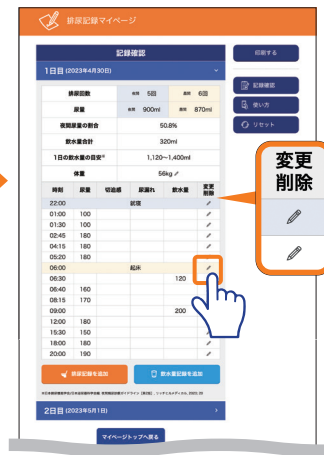 排尿記録マイページ
記録確認
印刷する
1日目 (2023年4月30日)
記録確認
使い方
リセット
排尿回数 夜間 5回 昼間 6回
尿量 夜間 900ml 昼間 870ml
夜間尿量の割合 50.8%
飲水量合計 320ml
1日の飲水量の目安※ 1,120〜1,400ml
体重 56kg
時刻 尿量 切迫感 尿漏れ 飲水量 変更削除
22:00 就寝
01:00 100
01:30 100
02:45 180
04:15 180
05:20 180
06:00 起床
06:30 120
06:40 160
08:15 170
09:00 200
12:00 180
15:30 150
18:00 180
20:00 190
変更
削除
排尿記録を追加
飲水量記録を追加
2日目 (2023年5月1日)
マイページトップへ戻る